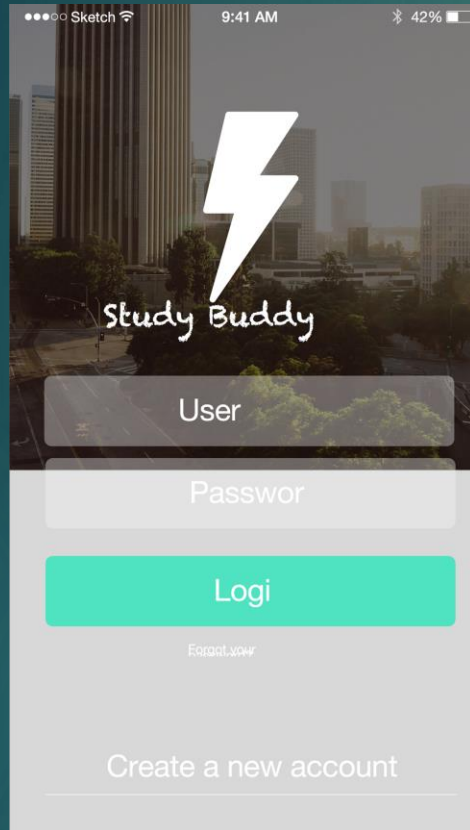 Sketch 9:41 AM 42%
Study Buddy
User
Passwor
Logi
Forgot your
Create a new account